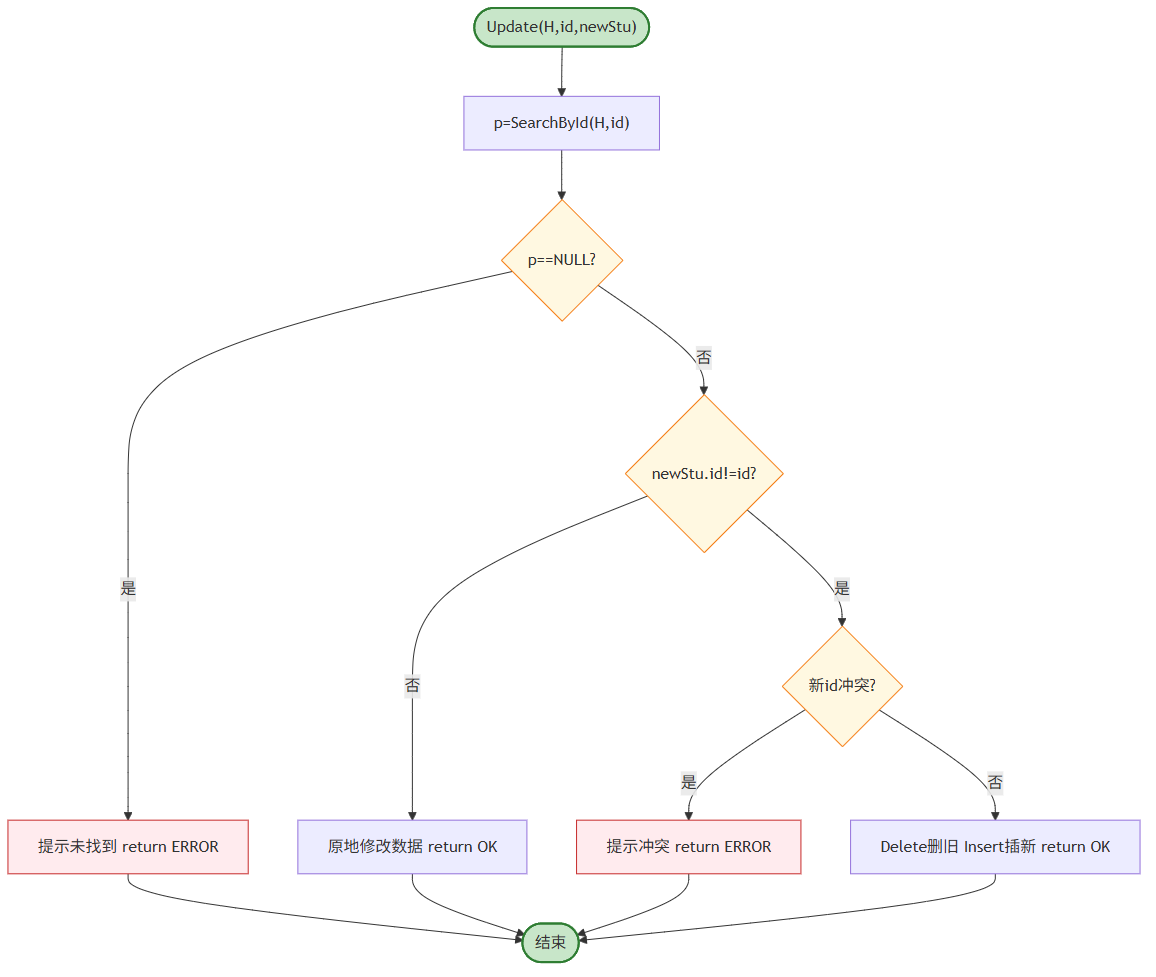 Update(H,id,newStu)
p=SearchById(H,id)
p==NULL?
否
newStu.id!=id?
是
是
否
新id冲突?
是
否
提示未找到 return ERROR
原地修改数据 return OK
提示冲突 return ERROR
Delete删旧 Insert插新 return OK
结束